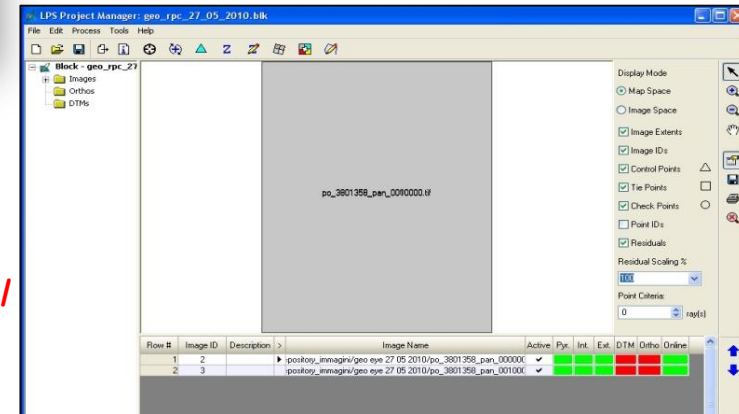 LPS Project Manager: geo_rpc_27_05_2010.blk
File Edit Process Tools Help
Block - geo_rpc_27
Images
Orthos
DTMs
po_3801358_pan_0010000.tif
Display Mode
Map Space
Image Space
Image Extents
Image IDs
Control Points
Tie Points
Check Points
Point IDs
Residuals
Residual Scaling %
100
Point Criteria:
0 ray(s)
Row # Image ID Description > Image Name Active Pyr. Int. Ext. DTM Ortho Online
1 2 epository_immagini/geo eye 27 05 2010/po_3801358_pan_000000
2 3 epository_immagini/geo eye 27 05 2010/po_3801358_pan_001000